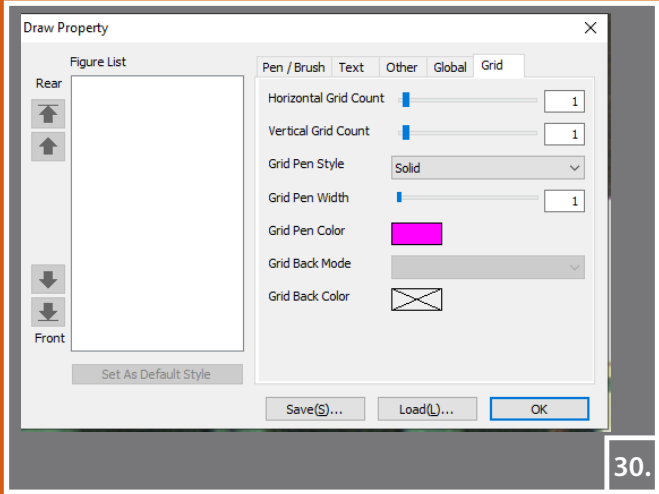 Draw Property
Figure List
Rear
Front
Set As Default Style
Pen / Brush Text Other Global Grid
Horizontal Grid Count 1
Vertical Grid Count 1
Grid Pen Style Solid
Grid Pen Width 1
Grid Pen Color
Grid Back Mode
Grid Back Color
Save(S)... Load(L)... OK
30.